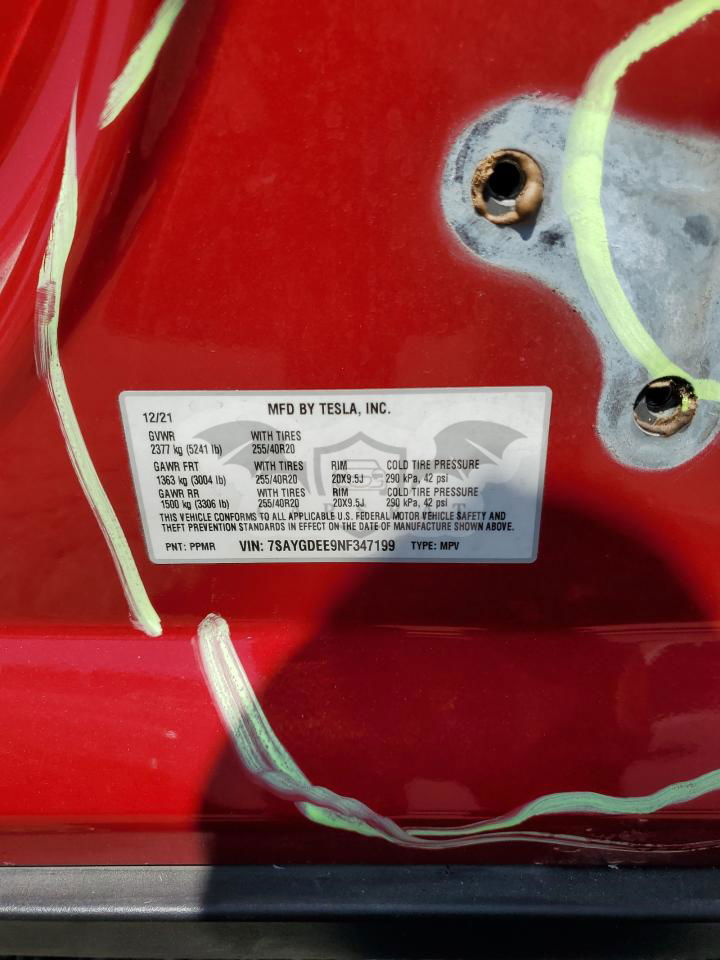 12/21 MFD BY TESLA, INC.
GVWR WITH TIRES
2377 kg (5241 lb) 255/40R20
GAWR FRT WITH TIRES RIM COLD TIRE PRESSURE
1363 kg (3004 lb) 255/40R20 20X9.5J 290 kPa, 42 psi
GAWR RR WITH TIRES RIM COLD TIRE PRESSURE
1500 kg (3306 lb) 255/40R20 20X9.5J 290 kPa, 42 psi
THIS VEHICLE CONFORMS TO ALL APPLICABLE U.S. FEDERAL MOTOR VEHICLE SAFETY AND
THEFT PREVENTION STANDARDS IN EFFECT ON THE DATE OF MANUFACTURE SHOWN ABOVE.
PNT: PPMR VIN: 7SAYGDEE9NF347199 TYPE: MPV